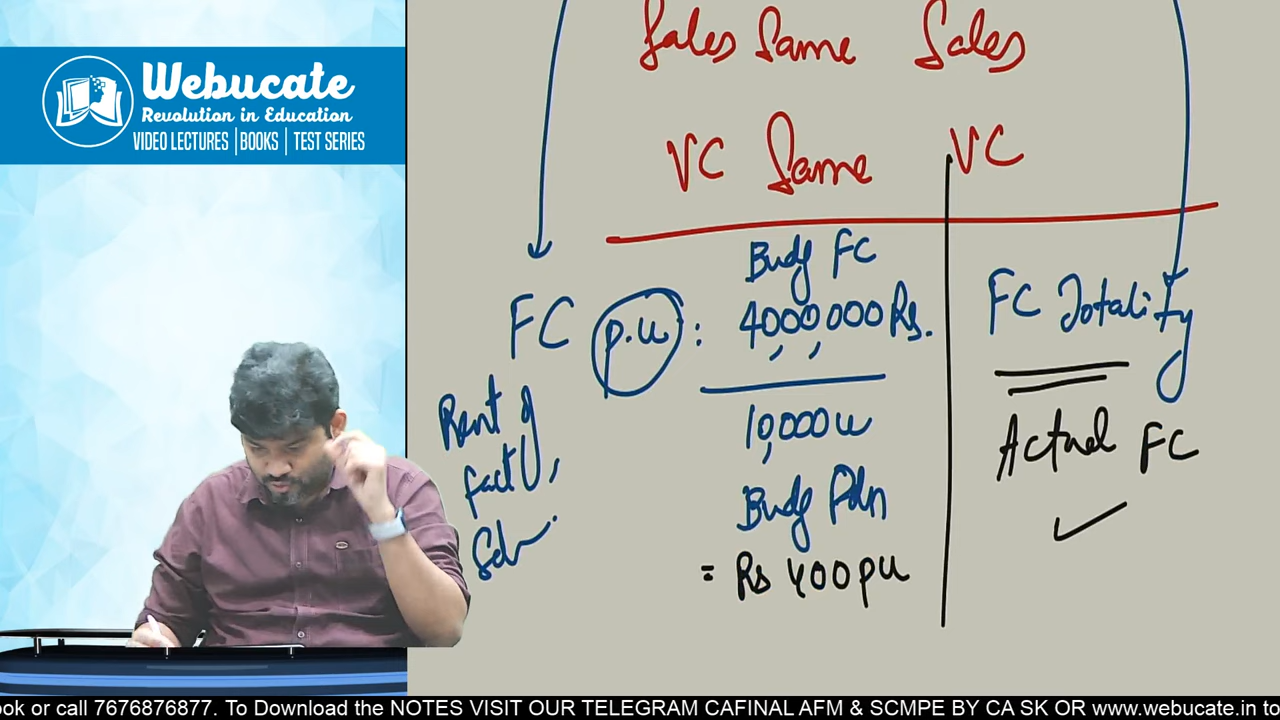 Webucate
Revolution in Education
VIDEO LECTURES | BOOKS | TEST SERIES
Sales Same Sales
VC Same VC
Budg FC
FC p.u : 4000,000 Rs.
10,000u
Budg Pdn
= Rs 400 pu
Rent of
fact,
FC Totality
Actual FC
ook or call 7676876877. To Download the NOTES VISIT OUR TELEGRAM CAFINAL AFM & SCMPE BY CA SK OR www.webucate.in to